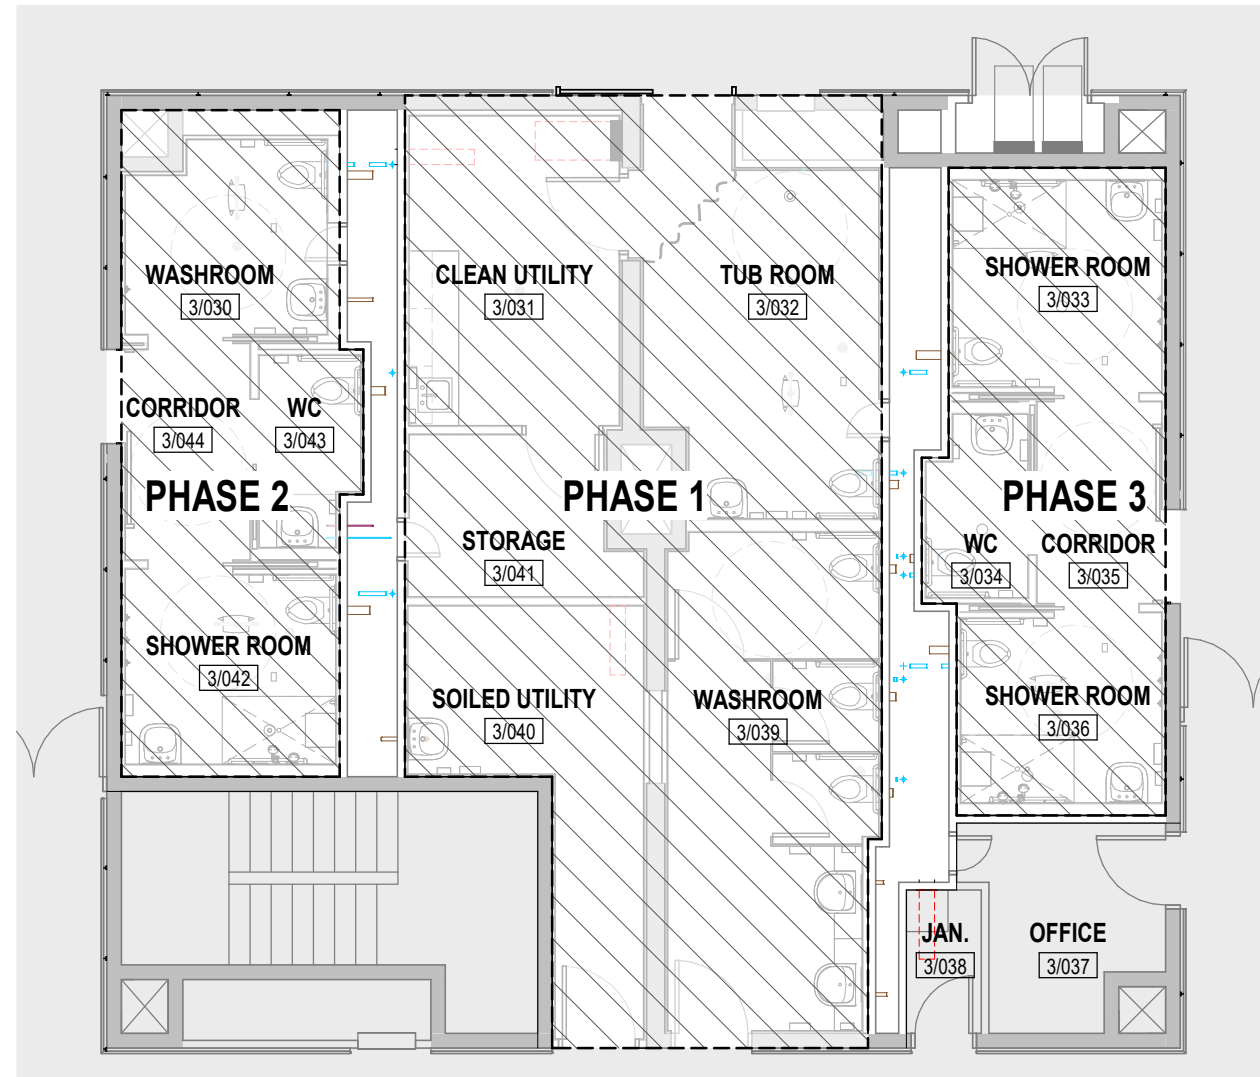 WASHROOM
3/030
CLEAN UTILITY
3/031
TUB ROOM
3/032
SHOWER ROOM
3/033
CORRIDOR
3/044
WC
3/043
PHASE 2
PHASE 1
PHASE 3
STORAGE
3/041
WC
3/034
CORRIDOR
3/035
SHOWER ROOM
3/042
SOILED UTILITY
3/040
WASHROOM
3/039
SHOWER ROOM
3/036
JAN.
3/038
OFFICE
3/037